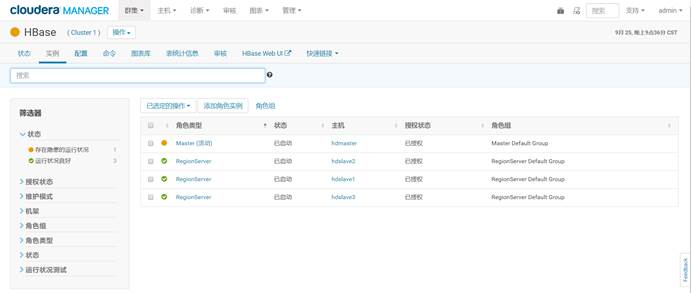 cloudera MANAGER 群集 主机 诊断 审核 图表 管理 搜索 支持 admin
HBase (Cluster 1) 操作 9月 25, 晚上9点36分 CST
状态 实例 配置 命令 图表库 表统计信息 审核 HBase Web UI 快速链接
搜索
筛选器
状态
存在隐患的运行状况 1
运行状况良好 3
授权状态
维护模式
机架
角色组
角色类型
状态
运行状况测试
已选定的操作 添加角色实例 角色组
角色类型 状态 主机 授权状态 角色组
Master (活动) 已启动 hdmaster 已授权 Master Default Group
RegionServer 已启动 hdslave2 已授权 RegionServer Default Group
RegionServer 已启动 hdslave1 已授权 RegionServer Default Group
RegionServer 已启动 hdslave3 已授权 RegionServer Default Group
Feedback